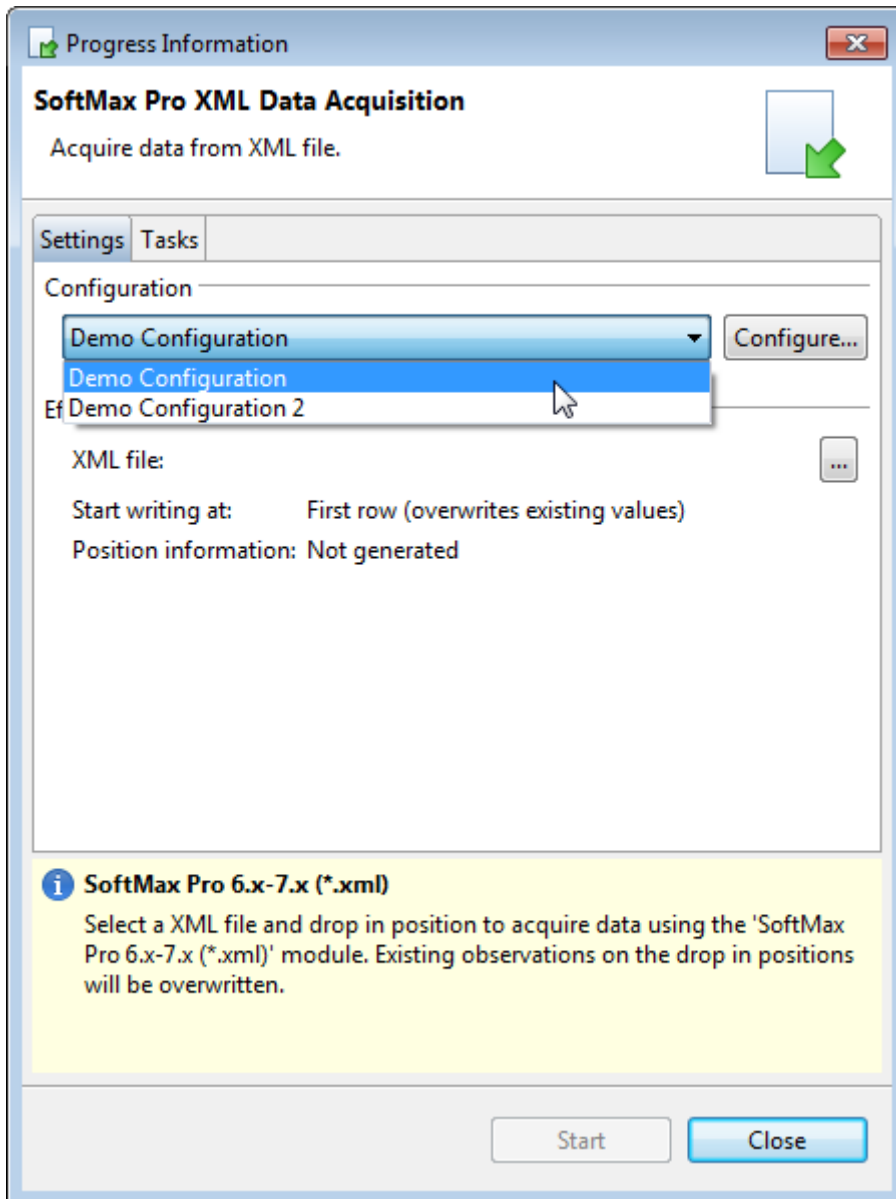 Progress Information
SoftMax Pro XML Data Acquisition
Acquire data from XML file.
Settings Tasks
Configuration
Demo Configuration Configure...
Demo Configuration
Ef Demo Configuration 2
XML file: ...
Start writing at: First row (overwrites existing values)
Position information: Not generated
SoftMax Pro 6.x-7.x (*.xml)
Select a XML file and drop in position to acquire data using the 'SoftMax
Pro 6.x-7.x (*.xml)' module. Existing observations on the drop in positions
will be overwritten.
Start Close